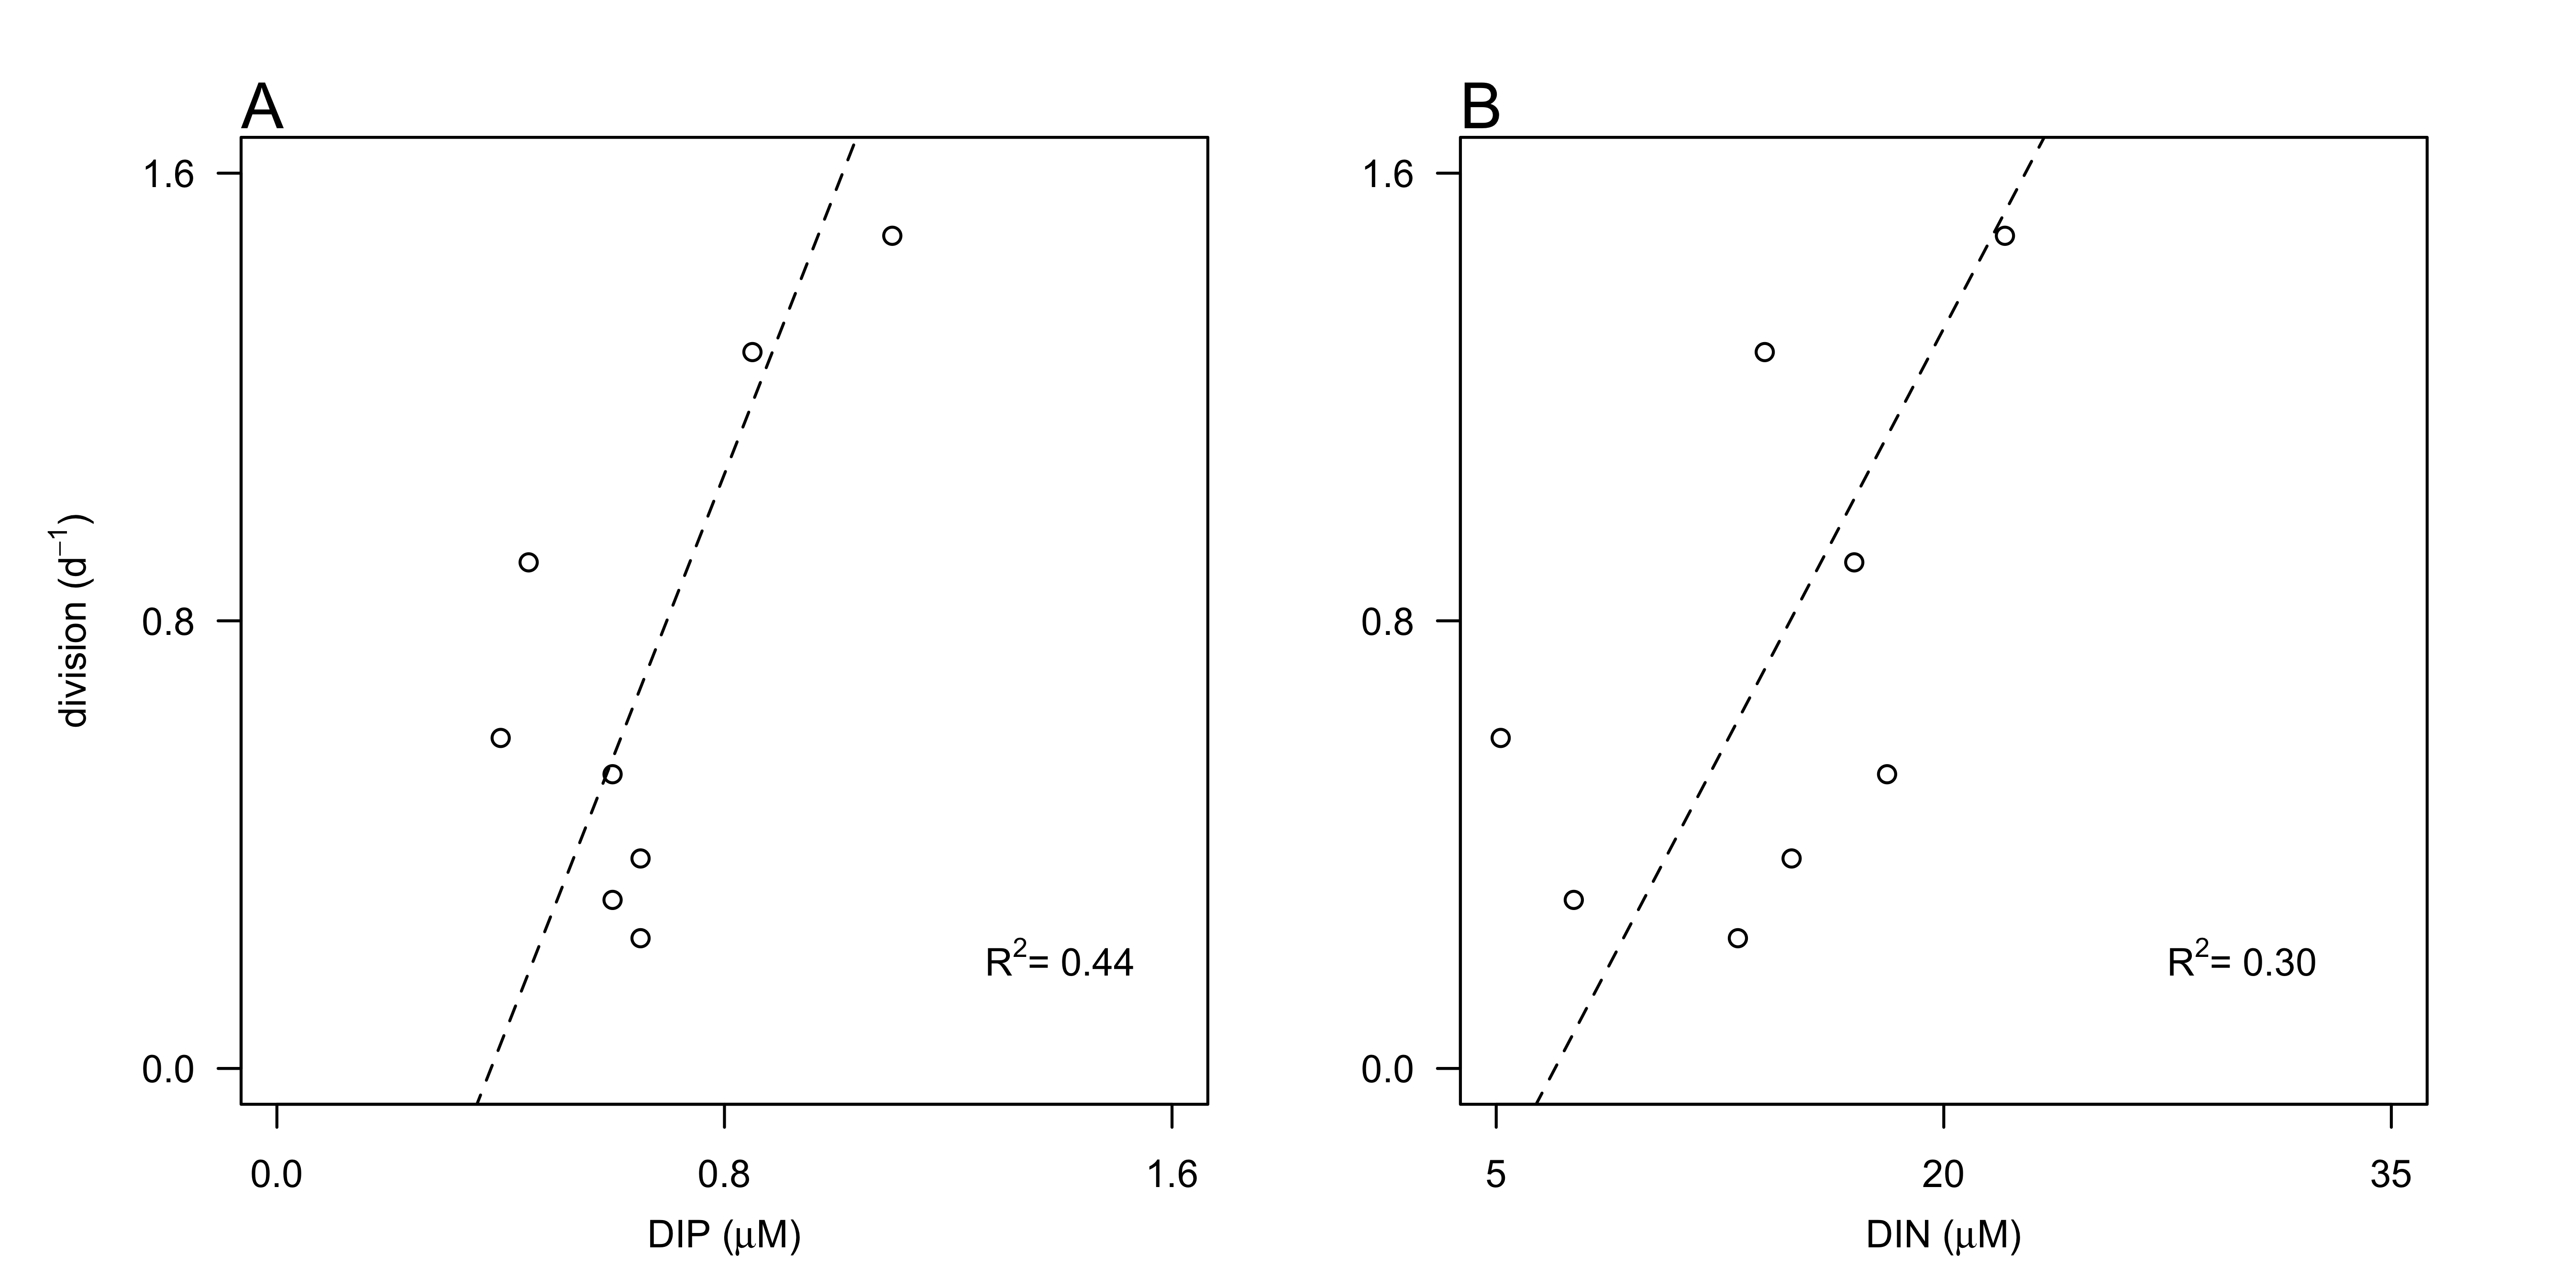 A
1.6
0.8
0.0
division (d⁻¹)
0.0 0.8 1.6
DIP (μM)
R²= 0.44
B
1.6
0.8
0.0
5 20 35
DIN (μM)
R²= 0.30